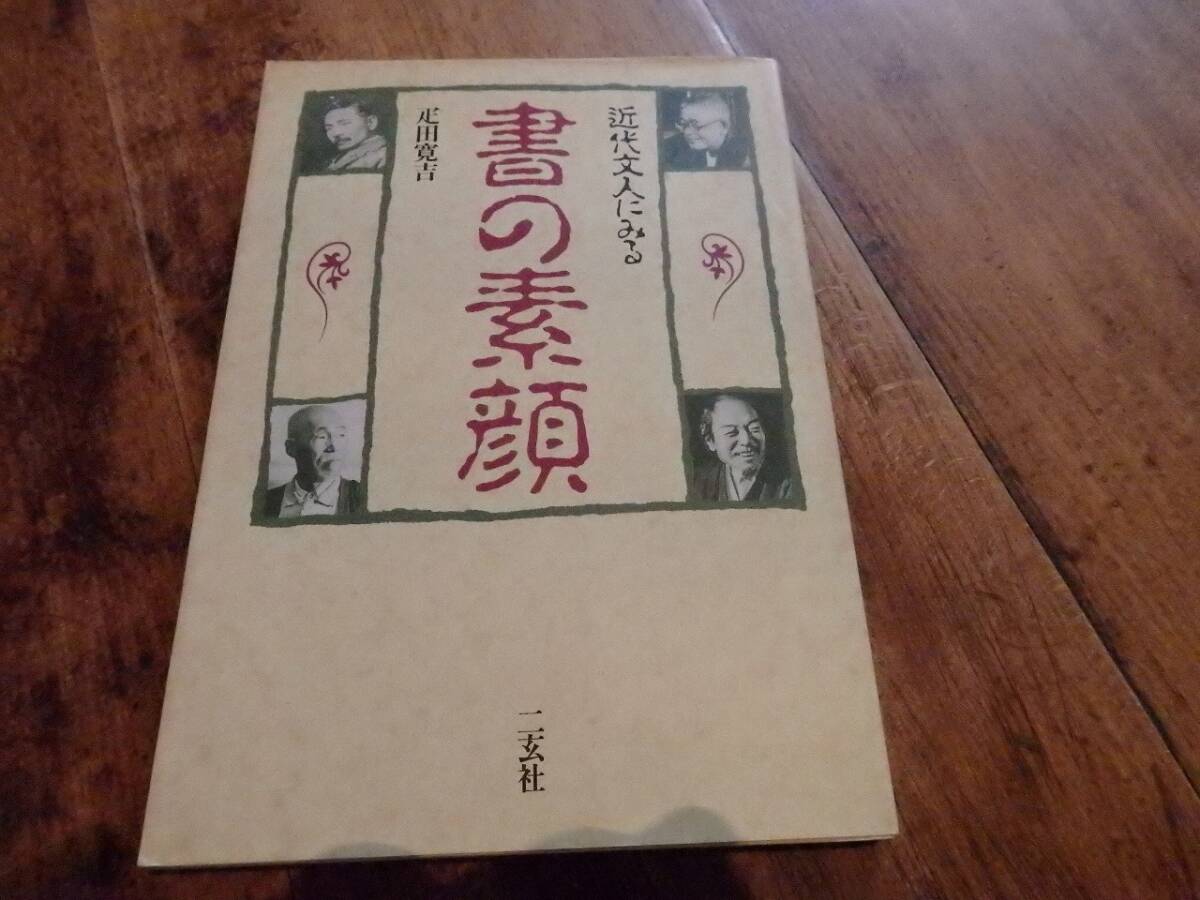 近代文人にみる
書の素顔
疋田寛吉
二玄社